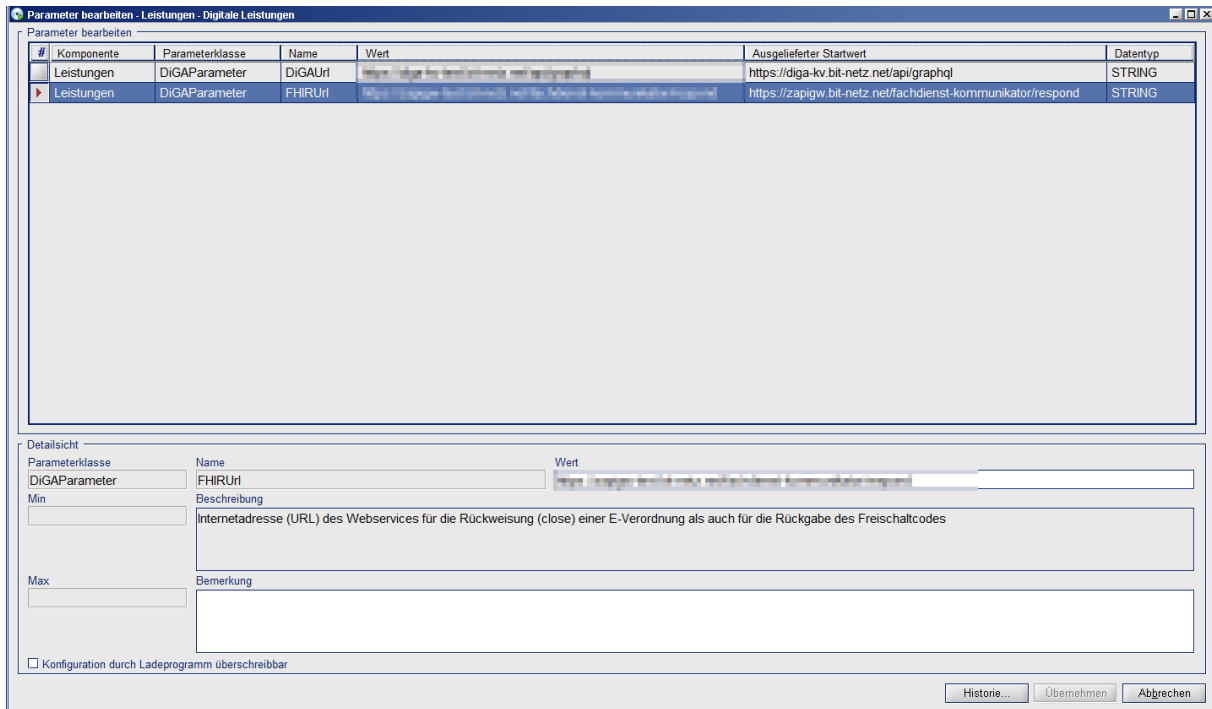 Parameter bearbeiten - Leistungen - Digitale Leistungen
Parameter bearbeiten
# Komponente Parameterklasse Name Wert Ausgelieferter Startwert Datentyp
Leistungen DiGAParameter DiGAUrl https://diga-kv.bit-netz.net/api/graphql STRING
Leistungen DiGAParameter FHIRUrl https://zapigw.bit-netz.net/fachdienst-kommunikator/respond STRING
Detailsicht
Parameterklasse Name Wert
DiGAParameter FHIRUrl
Min Beschreibung
Internetadresse (URL) des Webservices für die Rückweisung (close) einer E-Verordnung als auch für die Rückgabe des Freischaltcodes
Max Bemerkung
Konfiguration durch Ladeprogramm überschreibbar
Historie... Übernehmen Abbrechen